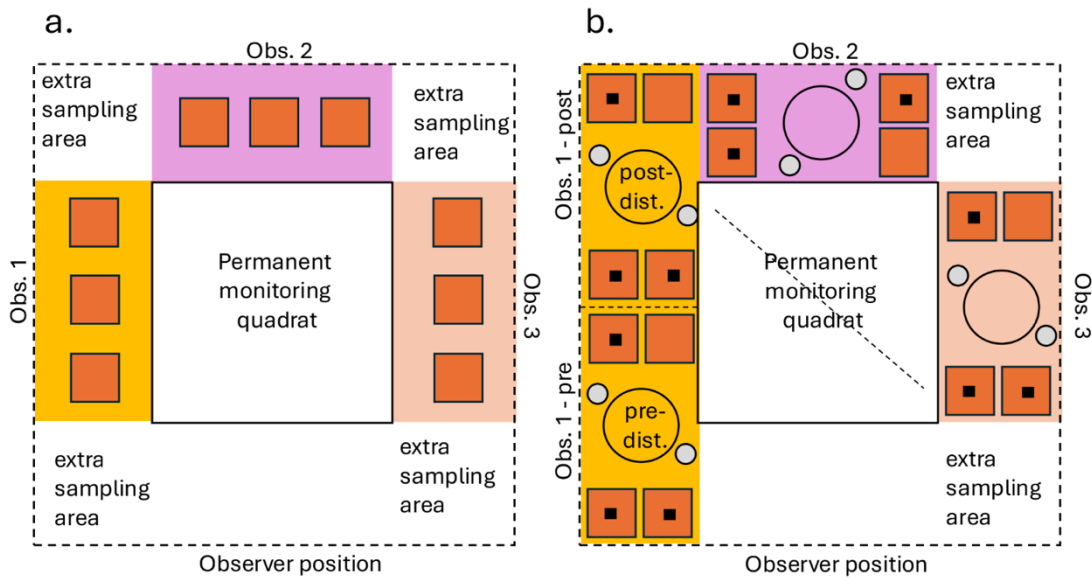 a.
Obs. 2
extra
sampling
area
extra
sampling
area
Obs. 1
Permanent
monitoring
quadrat
Obs. 3
extra
sampling
area
extra
sampling
area
Observer position
b.
Obs. 2
Obs. 1 - post
post-
dist.
extra
sampling
area
Permanent
monitoring
quadrat
Obs. 3
Obs. 1 - pre
pre-
dist.
extra
sampling
area
Observer position